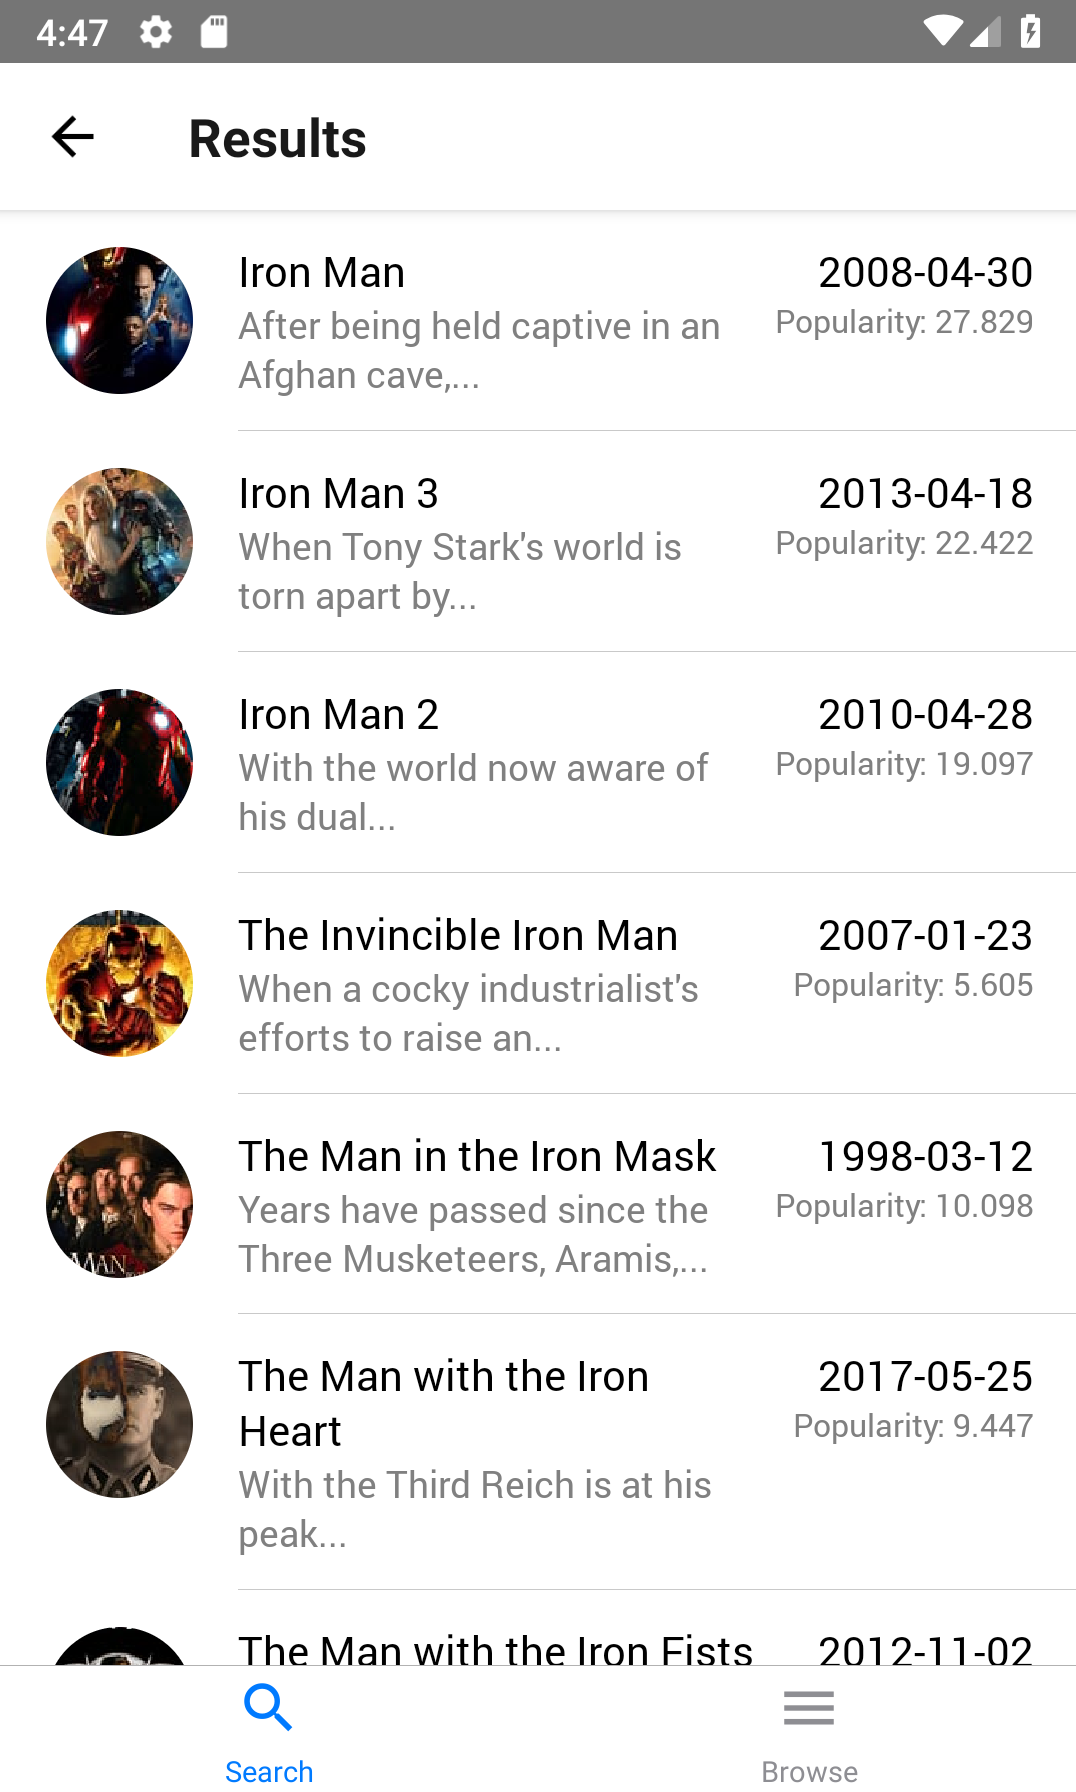 4:47
Results
Iron Man
2008-04-30
After being held captive in an
Popularity: 27.829
Afghan cave,...
Iron Man 3
2013-04-18
When Tony Stark's world is
Popularity: 22.422
torn apart by...
Iron Man 2
2010-04-28
With the world now aware of
Popularity: 19.097
his dual...
The Invincible Iron Man
2007-01-23
When a cocky industrialist's
Popularity: 5.605
efforts to raise an...
The Man in the Iron Mask
1998-03-12
Years have passed since the
Popularity: 10.098
Three Musketeers, Aramis,...
MAN
The Man with the Iron
2017-05-25
Heart
Popularity: 9.447
With the Third Reich is at his
peak...
The Man with the Iron Fists
2012-11-02
Search
Browse